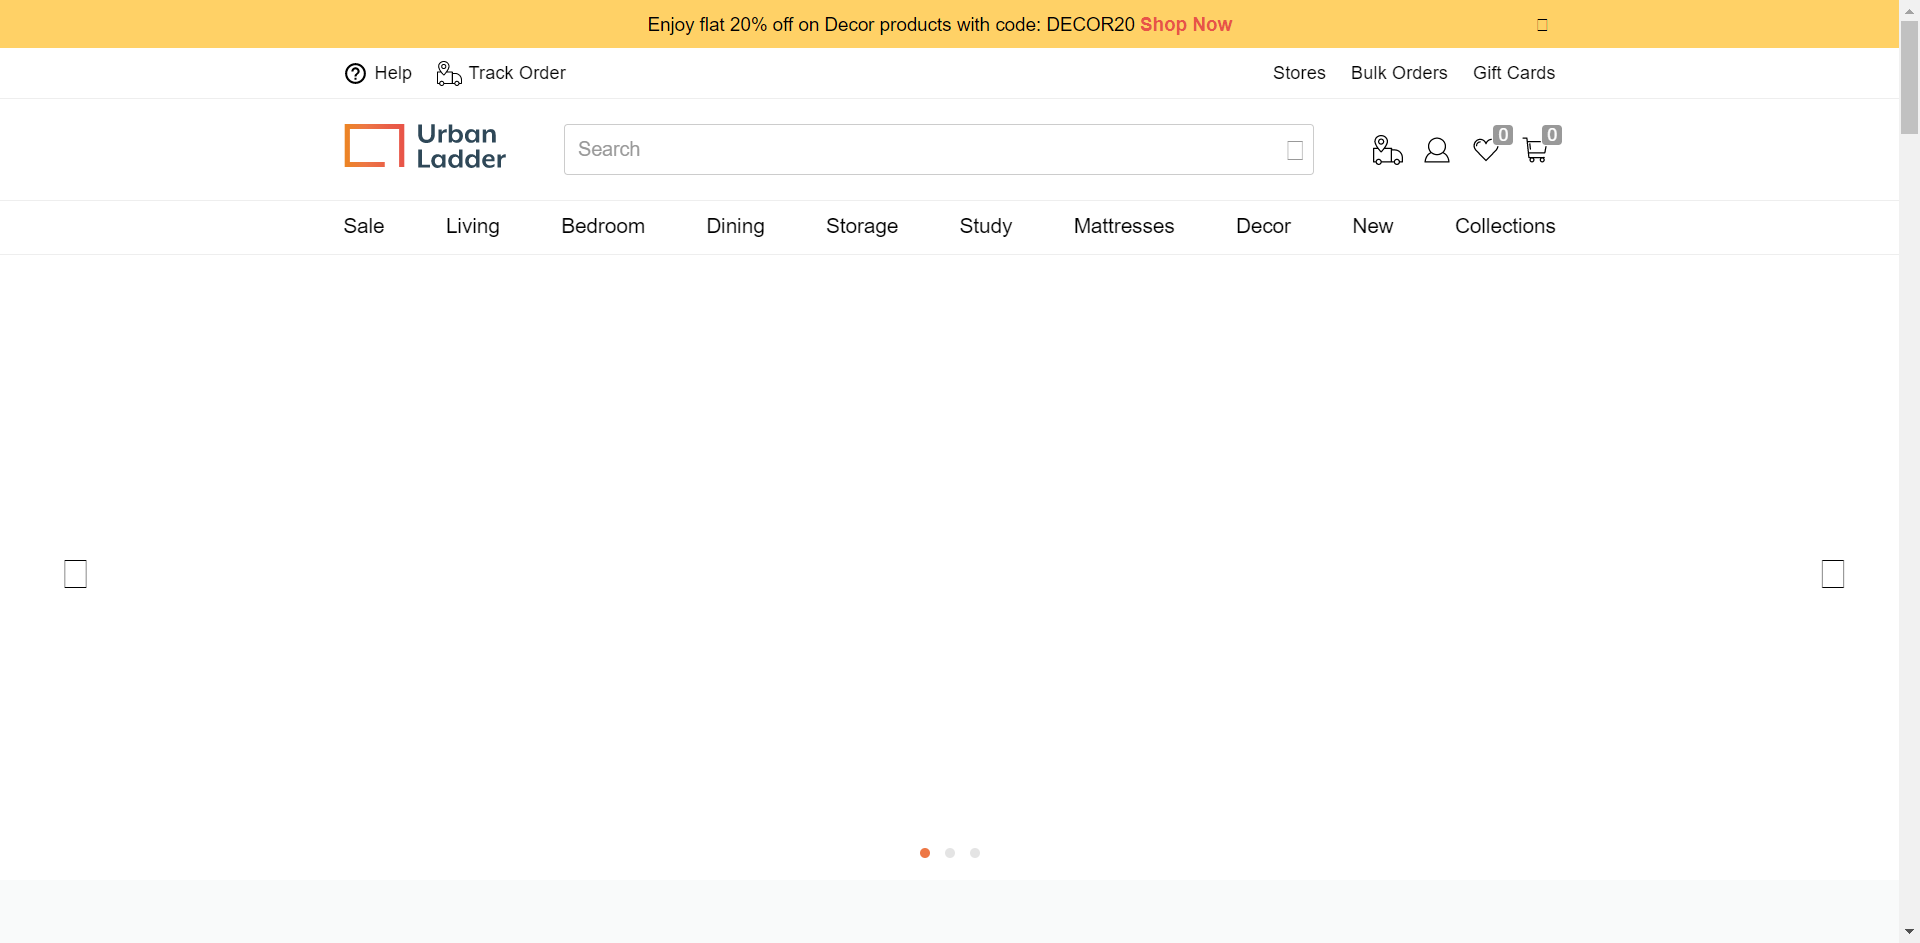 Enjoy flat 20% off on Decor products with code: DECOR20 Shop Now
Help Track Order Stores Bulk Orders Gift Cards
Urban
Ladder
Search
0 0
Sale Living Bedroom Dining Storage Study Mattresses Decor New Collections